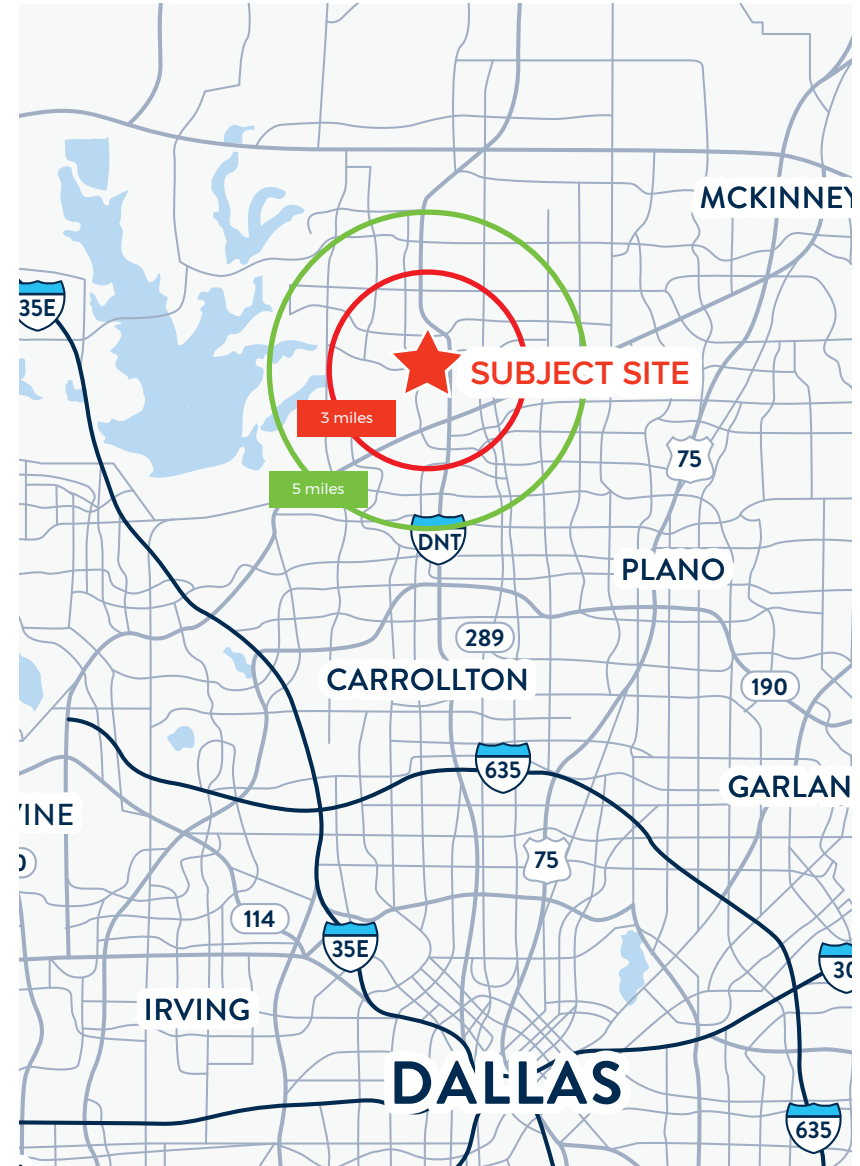 MCKINNEY
35E
SUBJECT SITE
3 miles
75
5 miles
DNT
PLANO
289
CARROLLTON
190
635
GARLAN
VINE
75
114
35E
30
IRVING
DALLAS
635